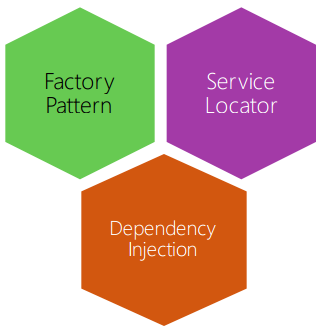 Factory
Pattern
Service
Locator
Dependency
Injection